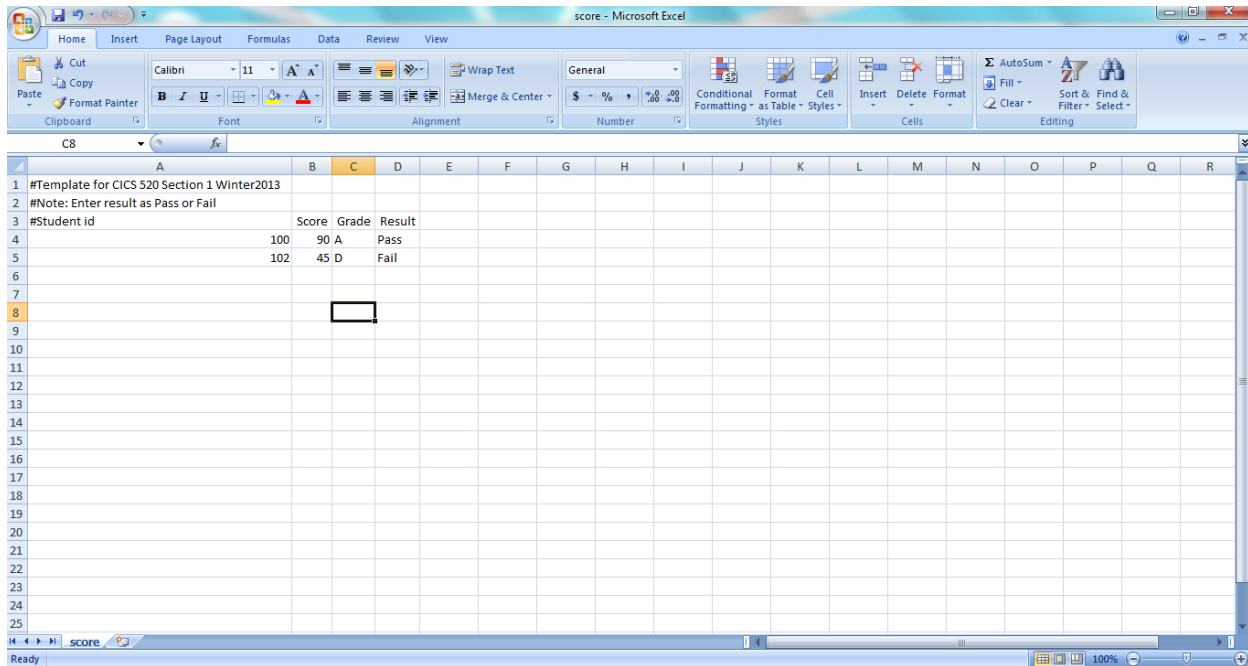 score - Microsoft Excel
Home Insert Page Layout Formulas Data Review View
Paste
Cut
Copy
Format Painter
Clipboard
Calibri 11 A A
B I U A
Font
Wrap Text
Merge & Center
Alignment
General
$ % , .0 .00 .00 .0
Number
Conditional Formatting
Format as Table
Cell Styles
Styles
Insert Delete Format
Cells
Σ AutoSum
Fill
Clear
Sort & Filter
Find & Select
Editing
C8 fx
A B C D E F G H I J K L M N O P Q R
1 #Template for CICS 520 Section 1 Winter2013
2 #Note: Enter result as Pass or Fail
3 #Student id Score Grade Result
4 100 90 A Pass
5 102 45 D Fail
6
7
8
9
10
11
12
13
14
15
16
17
18
19
20
21
22
23
24
25
score
Ready 100%